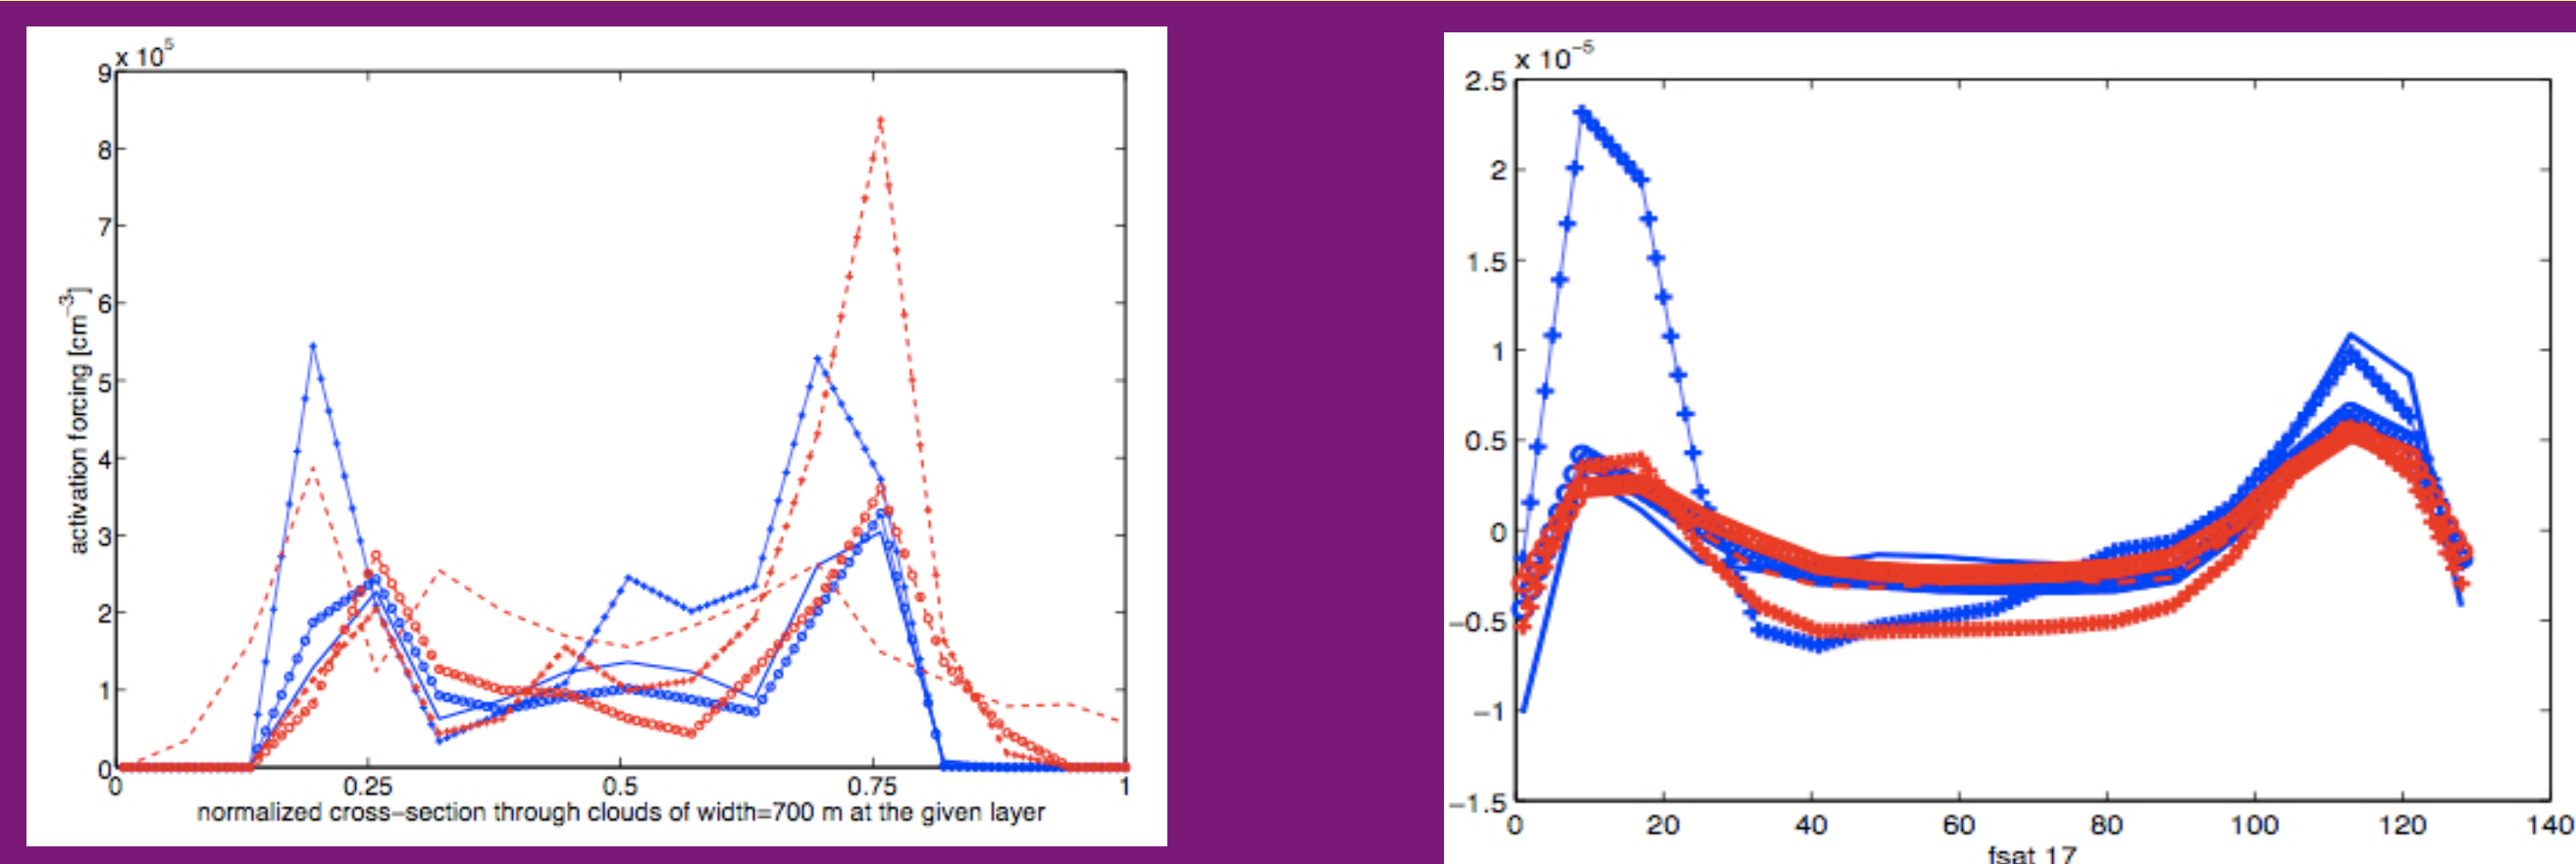 x 10^5
9
8
7
6
5
4
3
2
1
0
activation forcing [cm^−3]
0 0.25 0.5 0.75 1
normalized cross−section through clouds of width=700 m at the given layer
x 10^−5
2.5
2
1.5
1
0.5
0
−0.5
−1
−1.5
0 20 40 60 80 100 120 140
fsat 17